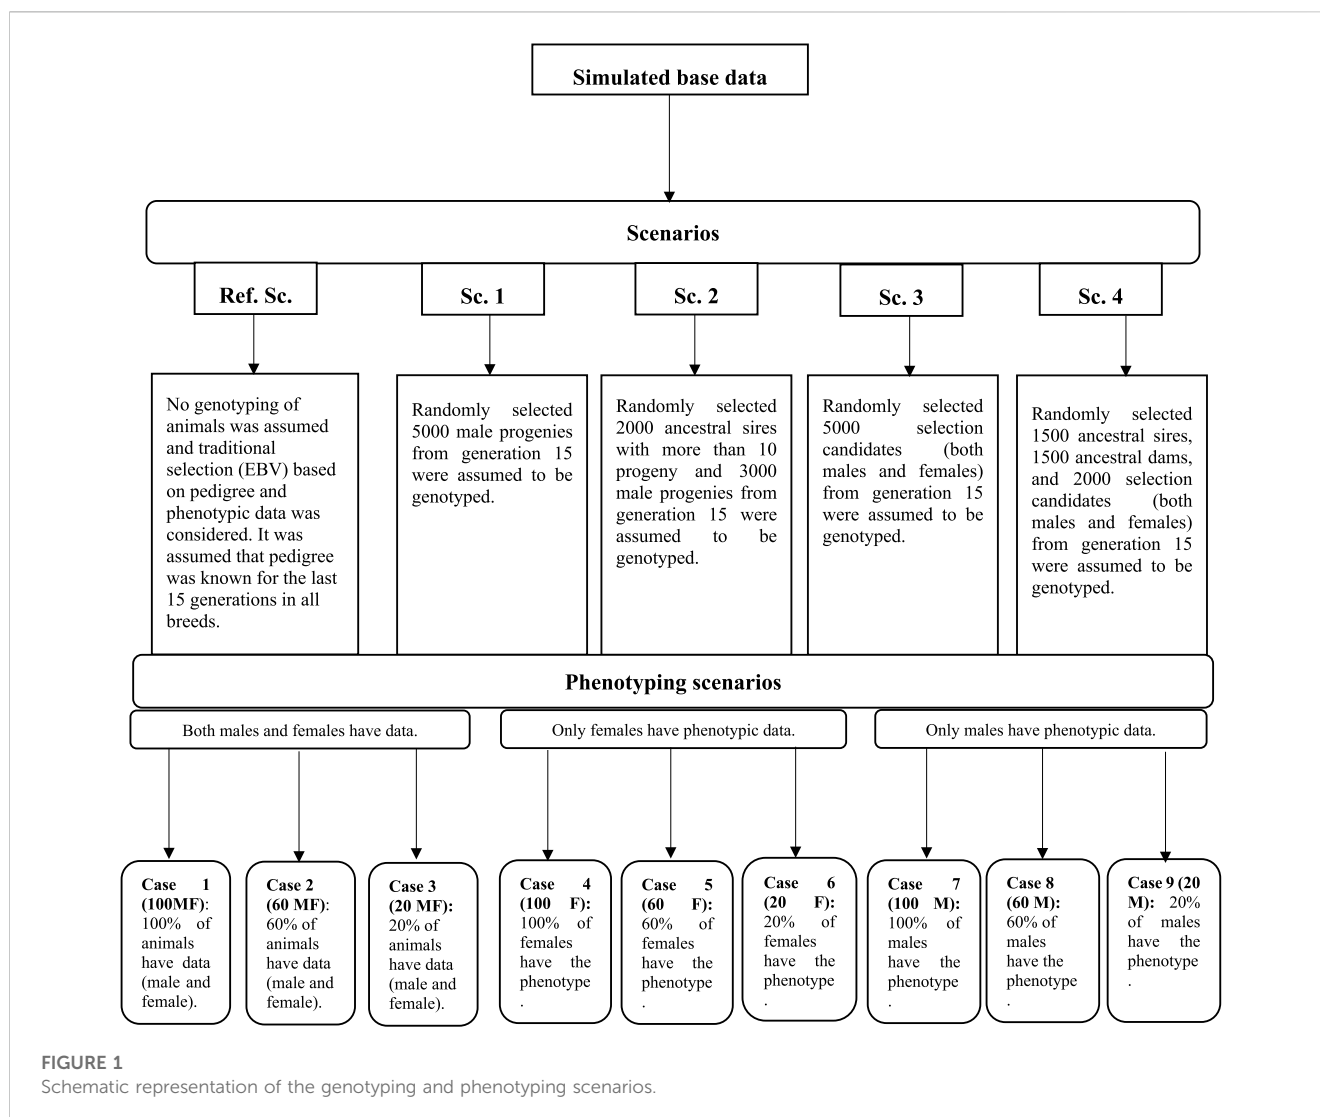 Simulated base data
Scenarios
Ref. Sc.
Sc. 1
Sc. 2
Sc. 3
Sc. 4
No genotyping of
animals was assumed
and traditional
selection (EBV) based
on pedigree and
phenotypic data was
considered. It was
assumed that pedigree
was known for the last
15 generations in all
breeds.
Randomly selected
5000 male progenies
from generation 15
were assumed to be
genotyped.
Randomly selected
2000 ancestral sires
with more than 10
progeny and 3000
male progenies from
generation 15 were
assumed to be
genotyped.
Randomly selected
5000 selection
candidates (both
males and females)
from generation 15
were assumed to be
genotyped.
Randomly selected
1500 ancestral sires,
1500 ancestral dams,
and 2000 selection
candidates (both
males and females)
from generation 15
were assumed to be
genotyped.
Phenotyping scenarios
Both males and females have data.
Only females have phenotypic data.
Only males have phenotypic data.
Case 1
(100MF):
100% of
animals
have data
(male and
female).
Case 2
(60 MF):
60% of
animals
have data
(male and
female).
Case 3
(20 MF):
20% of
animals
have data
(male and
female).
Case 4
(100 F):
100% of
females
have the
phenotype
.
Case 5
(60 F):
60% of
females
have the
phenotype
.
Case 6
(20 F):
20% of
females
have the
phenotype
.
Case 7
(100 M):
100% of
males
have the
phenotype
.
Case 8
(60 M):
60% of
males
have the
phenotype
.
Case 9 (20
M): 20%
of males
have the
phenotype
.
FIGURE 1
Schematic representation of the genotyping and phenotyping scenarios.